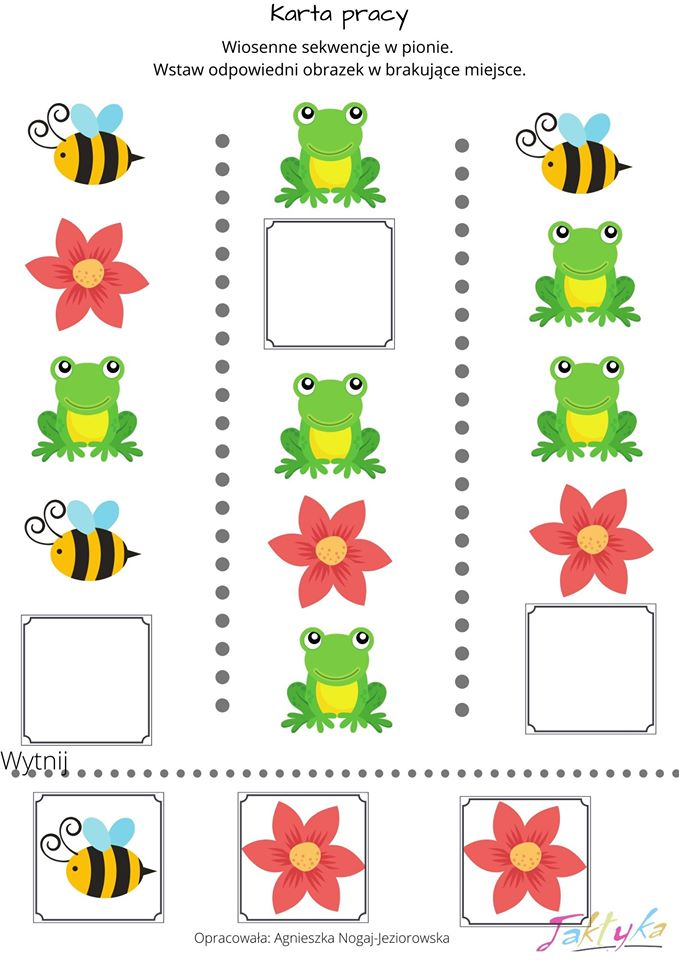 Karta pracy
Wiosenne sekwencje w pionie.
Wstaw odpowiedni obrazek w brakujące miejsce.
Wytnij
Opracowała: Agnieszka Nogaj-Jeziorowska
Taktyka